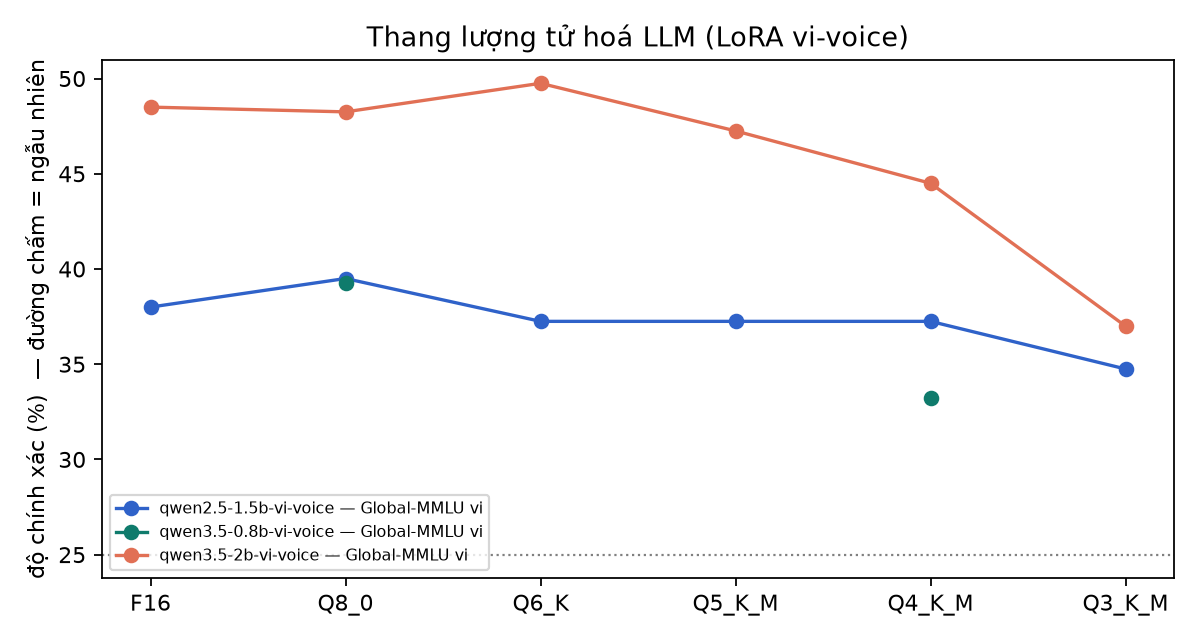 Thang lượng tử hoá LLM (LoRA vi-voice)
độ chính xác (%)  — đường chấm = ngẫu nhiên
50
45
40
35
30
25
qwen2.5-1.5b-vi-voice — Global-MMLU vi
qwen3.5-0.8b-vi-voice — Global-MMLU vi
qwen3.5-2b-vi-voice — Global-MMLU vi
F16 Q8_0 Q6_K Q5_K_M Q4_K_M Q3_K_M